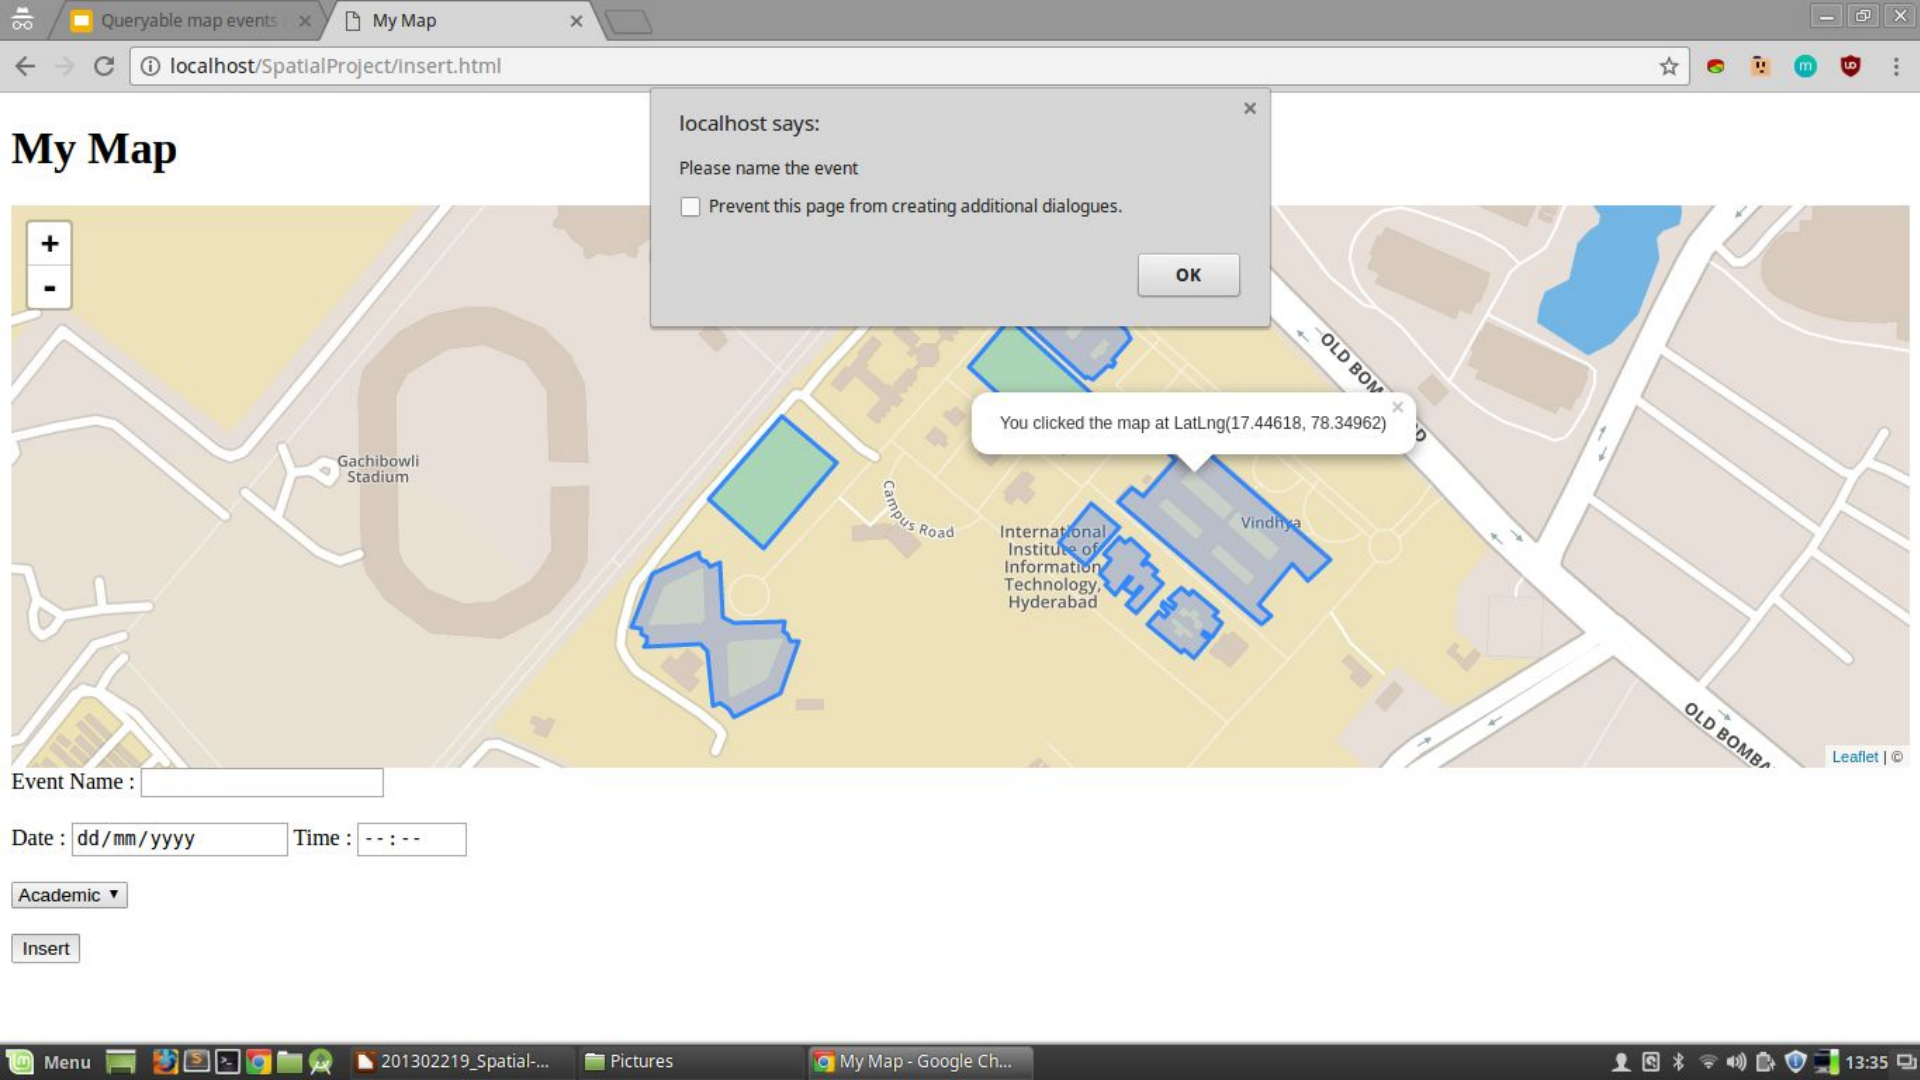 Queryable map events
My Map
localhost/SpatialProject/insert.html
localhost says:
Please name the event
Prevent this page from creating additional dialogues.
OK
My Map
+
-
You clicked the map at LatLng(17.44618, 78.34962)
OLD BOM
D
Gachibowli
Stadium
Campus Road
International
Institute of
Information
Technology,
Hyderabad
Vindhya
OLD BOMBA
Leaflet | ©
Event Name :
Date : dd/mm/yyyy Time : --:--
Academic ▼
Insert
Menu 201302219_Spatial-... Pictures My Map - Google Ch... 13:35